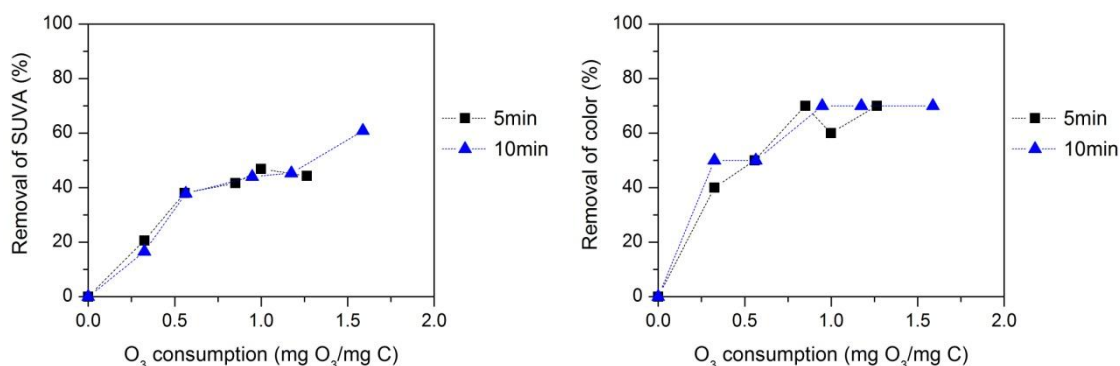 Removal of SUVA (%)
100
80
60
40
20
0
0.0 0.5 1.0 1.5 2.0
O₃ consumption (mg O₃/mg C)
5min
10min
Removal of color (%)
100
80
60
40
20
0
0.0 0.5 1.0 1.5 2.0
O₃ consumption (mg O₃/mg C)
5min
10min